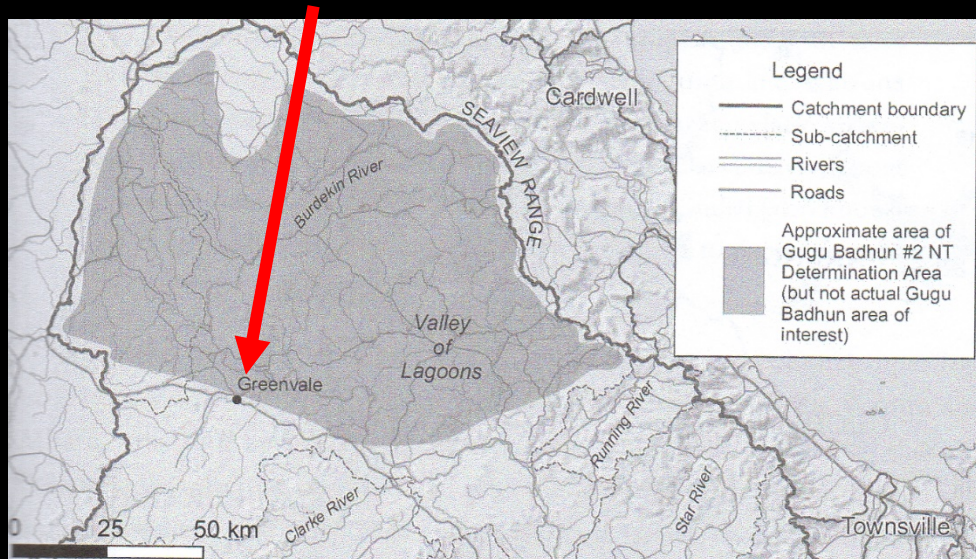 Legend
Catchment boundary
Sub-catchment
Rivers
Roads
Approximate area of
Gugu Badhun #2 NT
Determination Area
(but not actual Gugu
Badhun area of
interest)
Cardwell
SEAVIEW RANGE
Burdekin River
Valley
of
Lagoons
Greenvale
Running River
Clarke River
Star River
Townsville
0 25 50 km